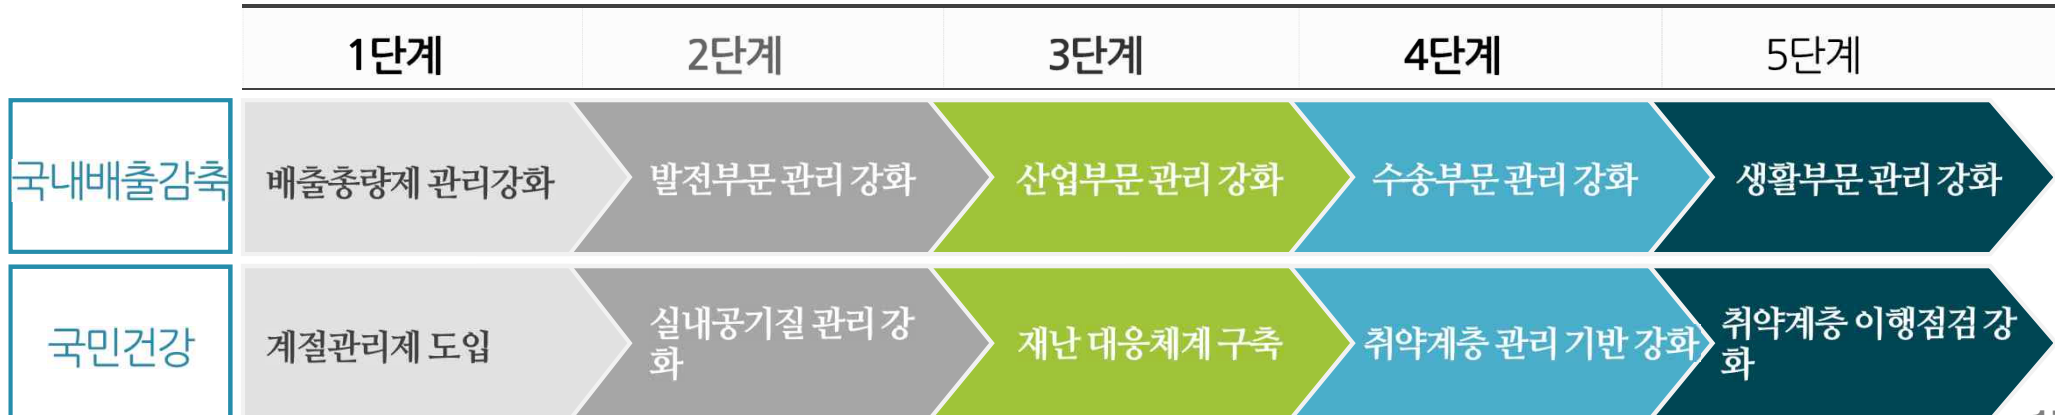 1단계
2단계
3단계
4단계
5단계
국내배출감축
배출총량제 관리강화
발전부문 관리 강화
산업부문 관리 강화
수송부문 관리 강화
생활부문 관리 강화
국민건강
계절관리제 도입
실내공기질 관리 강
화
재난 대응체계 구축
취약계층 관리 기반 강화
취약계층 이행점검 강
화